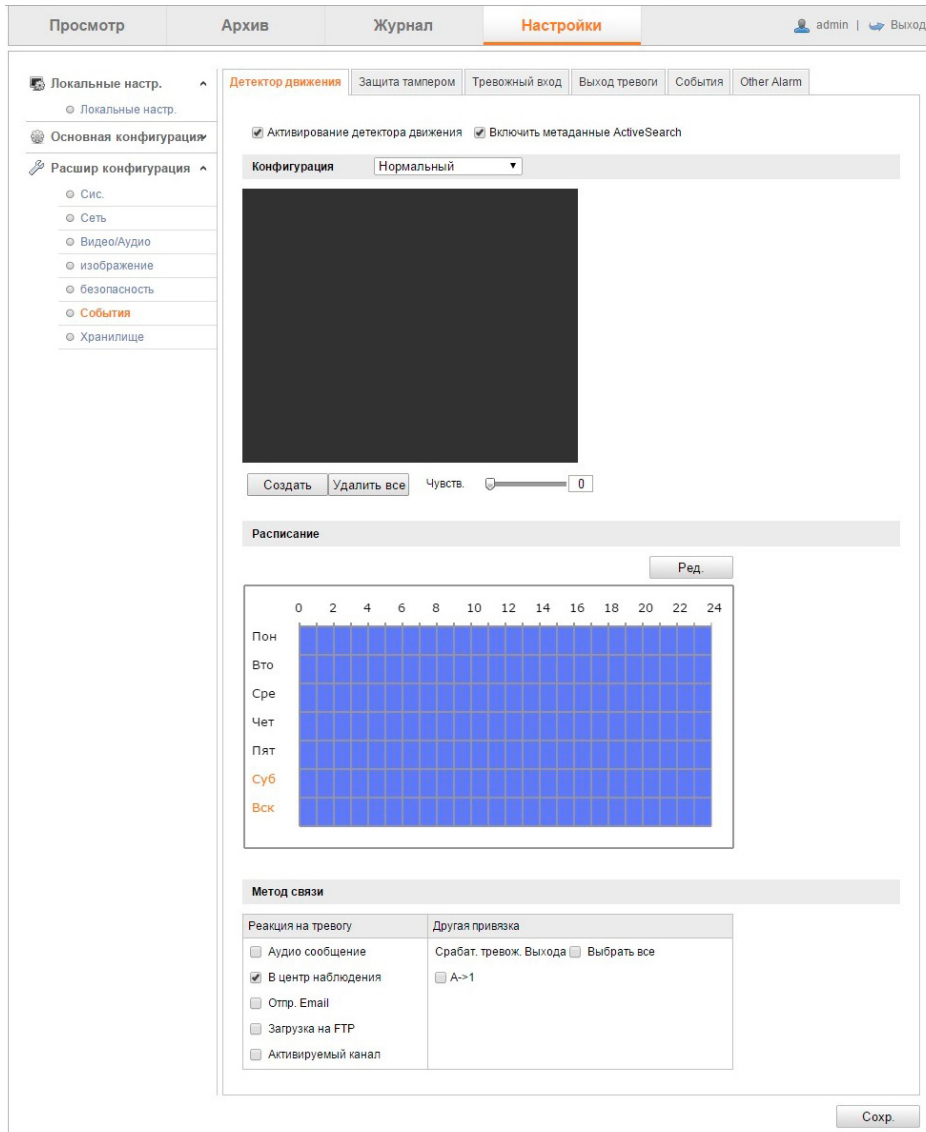 Просмотр Архив Журнал Настройки admin | Выход
Локальные настр.
Локальные настр.
Основная конфигурация
Расшир конфигурация
Сис.
Сеть
Видео/Аудио
изображение
безопасность
События
Хранилище
Детектор движения Защита тампером Тревожный вход Выход тревоги События Other Alarm
Активирование детектора движения Включить метаданные ActiveSearch
Конфигурация Нормальный
Создать Удалить все Чувств. 0
Расписание
Ред.
0 2 4 6 8 10 12 14 16 18 20 22 24
Пон
Вто
Сре
Чет
Пят
Суб
Вск
Метод связи
Реакция на тревогу Другая привязка
Аудио сообщение Срабат. тревож. Выхода Выбрать все
В центр наблюдения A->1
Отпр. Email
Загрузка на FTP
Активируемый канал
Сохр.